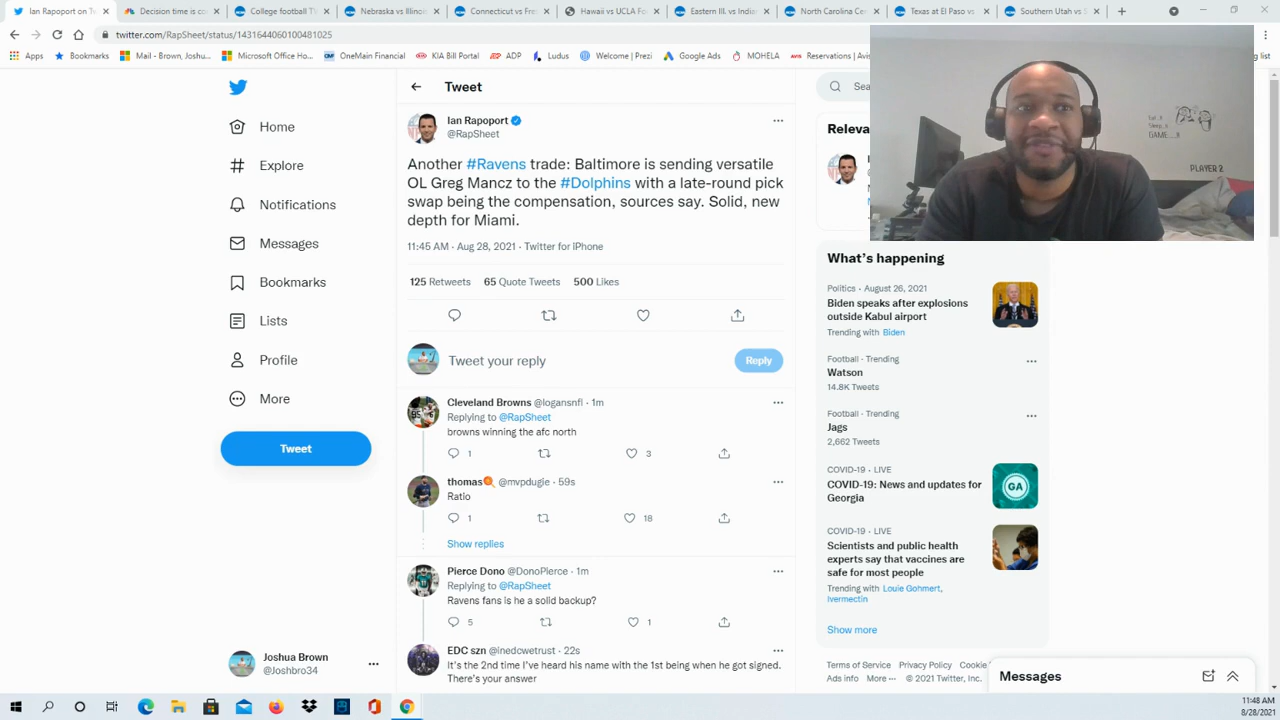 Ian Rapoport on Tw
Decision time is co
College football TV
Nebraska vs Illinoi
Connecticut vs Fre
Hawaii vs UCLA Fo
Eastern Ill. vs India
North Carolina Cen
Texas at El Paso vs
Southern Utah vs S
twitter.com/RapSheet/status/1431644060100481025
Apps
Bookmarks
Mail - Brown, Joshu...
Microsoft Office Ho...
OneMain Financial
KIA Bill Portal
ADP
Ludus
Welcome | Prezi
Google Ads
MOHELA
Reservations | Avis
Home
Explore
Notifications
Messages
Bookmarks
Lists
Profile
More
Tweet
Joshua Brown
@Joshbro34
Tweet
Ian Rapoport
@RapSheet
Another #Ravens trade: Baltimore is sending versatile
OL Greg Mancz to the #Dolphins with a late-round pick
swap being the compensation, sources say. Solid, new
depth for Miami.
11:45 AM · Aug 28, 2021 · Twitter for iPhone
125 Retweets 65 Quote Tweets 500 Likes
Tweet your reply
Reply
Cleveland Browns @logansnfl · 1m
Replying to @RapSheet
browns winning the afc north
1 3
thomas @mvpdugie · 59s
Ratio
1 18
Show replies
Pierce Dono @DonoPierce · 1m
Replying to @RapSheet
Ravens fans is he a solid backup?
5 1
EDC szn @inedcwetrust · 22s
It's the 2nd time I've heard his name with the 1st being when he got signed.
There's your answer
Sea
Releva
GAME
PLAYER 2
What's happening
Politics · August 26, 2021
Biden speaks after explosions
outside Kabul airport
Trending with Biden
Football · Trending
Watson
14.8K Tweets
Football · Trending
Jags
2,662 Tweets
COVID-19 · LIVE
COVID-19: News and updates for
Georgia
GA
COVID-19 · LIVE
Scientists and public health
experts say that vaccines are
safe for most people
Trending with Louie Gohmert,
Ivermectin
Show more
Terms of Service Privacy Policy Cookie
Ads info More ··· © 2021 Twitter, Inc.
Messages
11:48 AM
8/28/2021